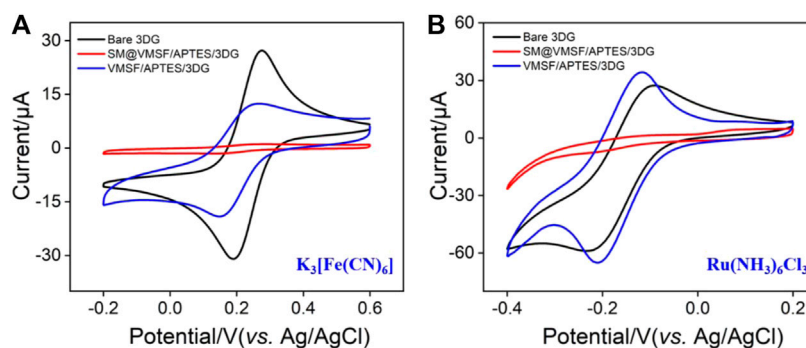 A
Bare 3DG
SM@VMSF/APTES/3DG
VMSF/APTES/3DG
30
15
0
-15
-30
Current/μA
K3[Fe(CN)6]
-0.2
0.0
0.2
0.4
0.6
Potential/V(vs. Ag/AgCl)
B
Bare 3DG
SM@VMSF/APTES/3DG
VMSF/APTES/3DG
60
30
0
-30
-60
Current/μA
Ru(NH3)6Cl3
-0.4
-0.2
0.0
0.2
Potential/V(vs. Ag/AgCl)